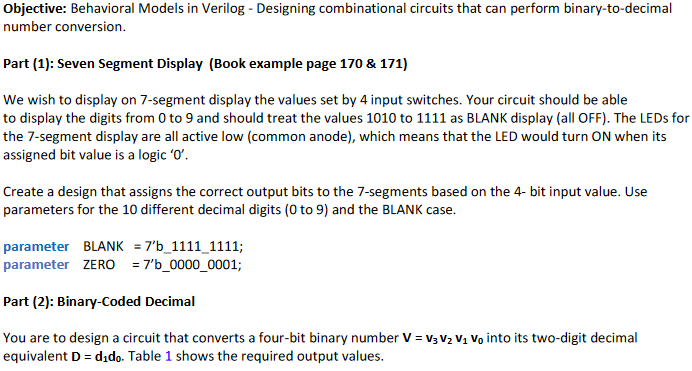 Objective: Behavioral Models in Verilog - Designing combinational circuits that can perform binary-to-decimal
number conversion.
Part (1): Seven Segment Display (Book example page 170 & 171)
We wish to display on 7-segment display the values set by 4 input switches. Your circuit should be able
to display the digits from 0 to 9 and should treat the values 1010 to 1111 as BLANK display (all OFF). The LEDs for
the 7-segment display are all active low (common anode), which means that the LED would turn ON when its
assigned bit value is a logic ‘0’.
Create a design that assigns the correct output bits to the 7-segments based on the 4- bit input value. Use
parameters for the 10 different decimal digits (0 to 9) and the BLANK case.
parameter BLANK = 7’b_1111_1111;
parameter ZERO = 7’b_0000_0001;
Part (2): Binary-Coded Decimal
You are to design a circuit that converts a four-bit binary number V = v₃ v₂ v₁ v₀ into its two-digit decimal
equivalent D = d₁d₀. Table 1 shows the required output values.